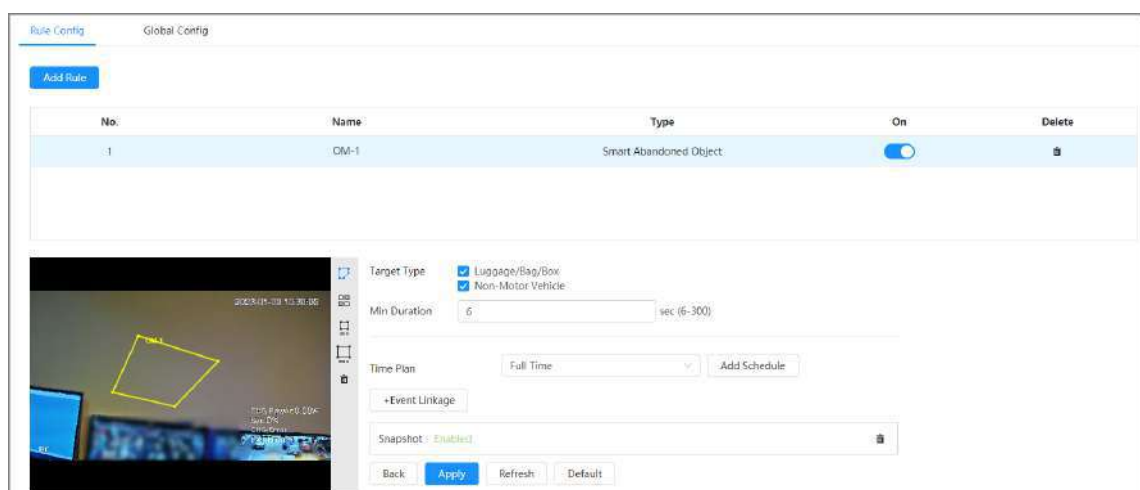 Rule Config Global Config
Add Rule
No. Name Type On Delete
1 OM-1 Smart Abandoned Object
Target Type Luggage/Bag/Box
Non-Motor Vehicle
Min Duration 6 sec (6-300)
Time Plan Full Time Add Schedule
+Event Linkage
Snapshot : Enabled
Back Apply Refresh Default
OM-1